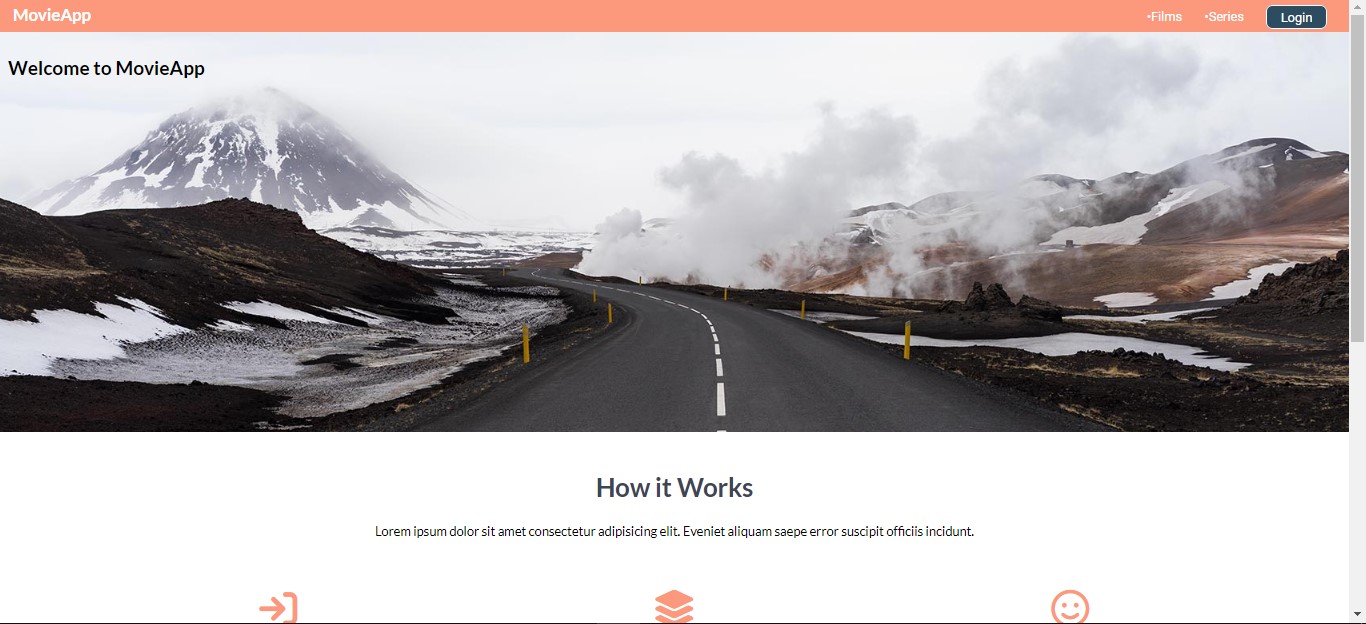 MovieApp
•Films •Series Login
Welcome to MovieApp
How it Works
Lorem ipsum dolor sit amet consectetur adipisicing elit. Eveniet aliquam saepe error suscipit officiis incidunt.